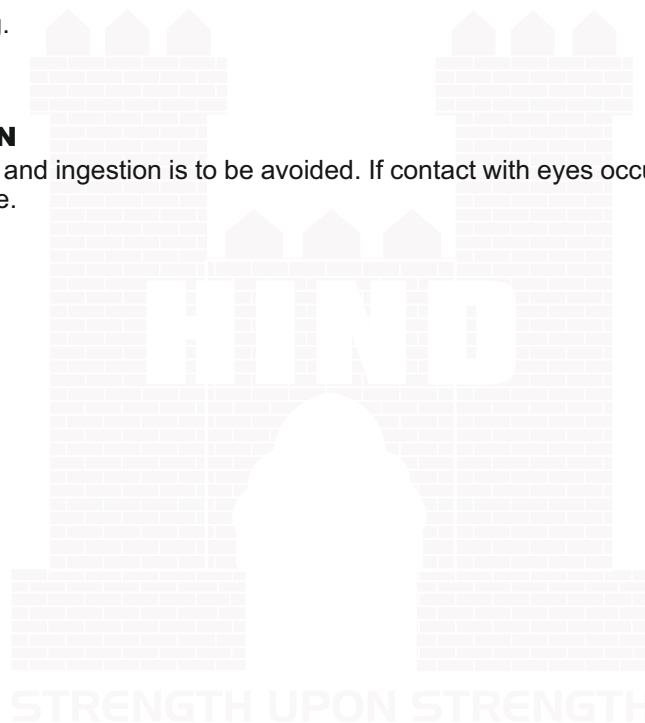 .
N
and ingestion is to be avoided. If contact with eyes occu
e.
HIND
STRENGTH UPON STRENGTH